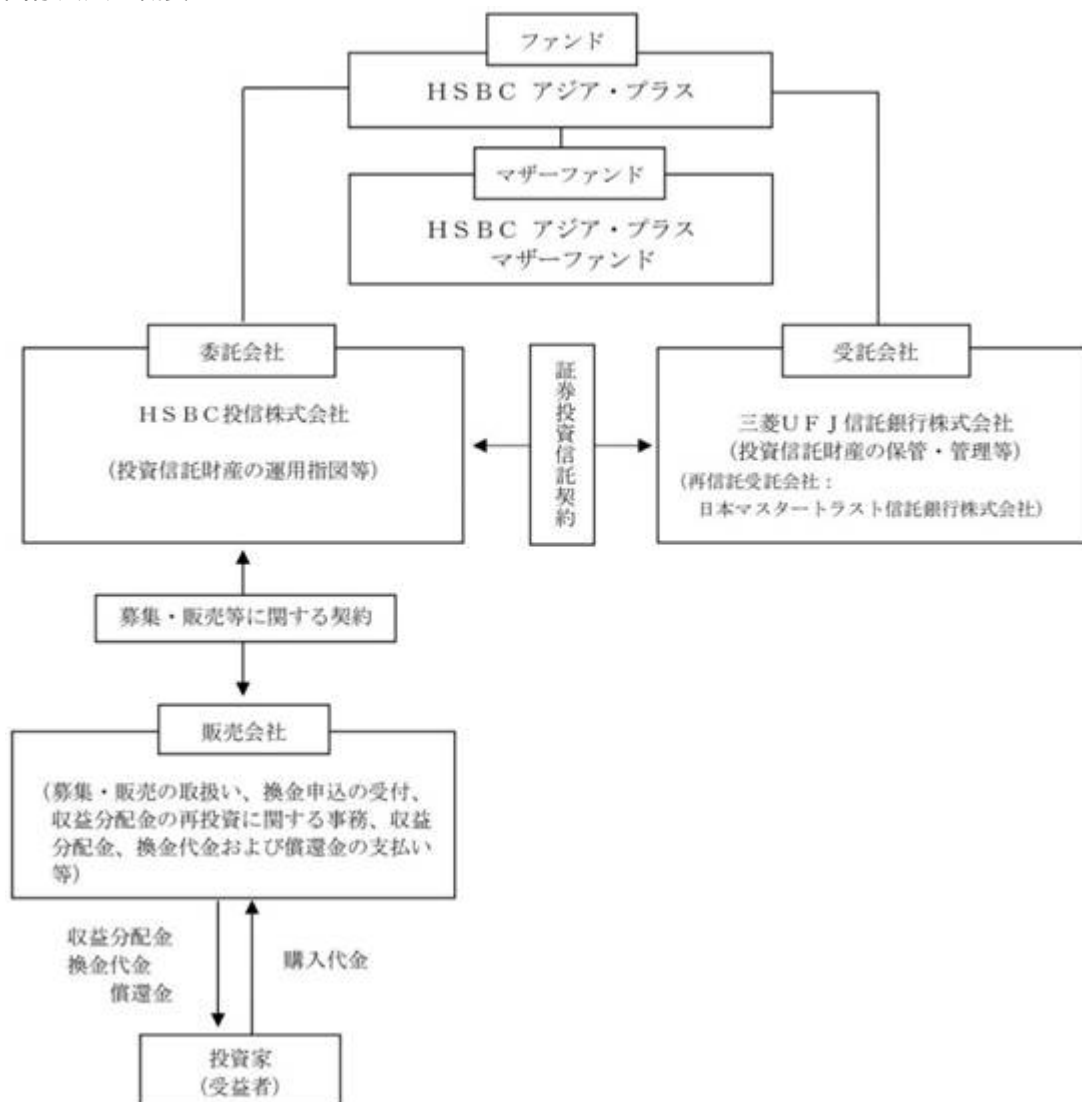 ファンド
ＨＳＢＣ アジア・プラス
マザーファンド
ＨＳＢＣ アジア・プラス
マザーファンド
委託会社
ＨＳＢＣ投信株式会社
(投資信託財産の運用指図等)
証券投資信託契約
受託会社
三菱ＵＦＪ信託銀行株式会社
(投資信託財産の保管・管理等)
(再信託受託会社：
日本マスタートラスト信託銀行株式会社)
募集・販売等に関する契約
販売会社
(募集・販売の取扱い、換金申込の受付、
収益分配金の再投資に関する事務、収益
分配金、換金代金および償還金の支払い
等)
収益分配金
換金代金
償還金
購入代金
投資家
(受益者)